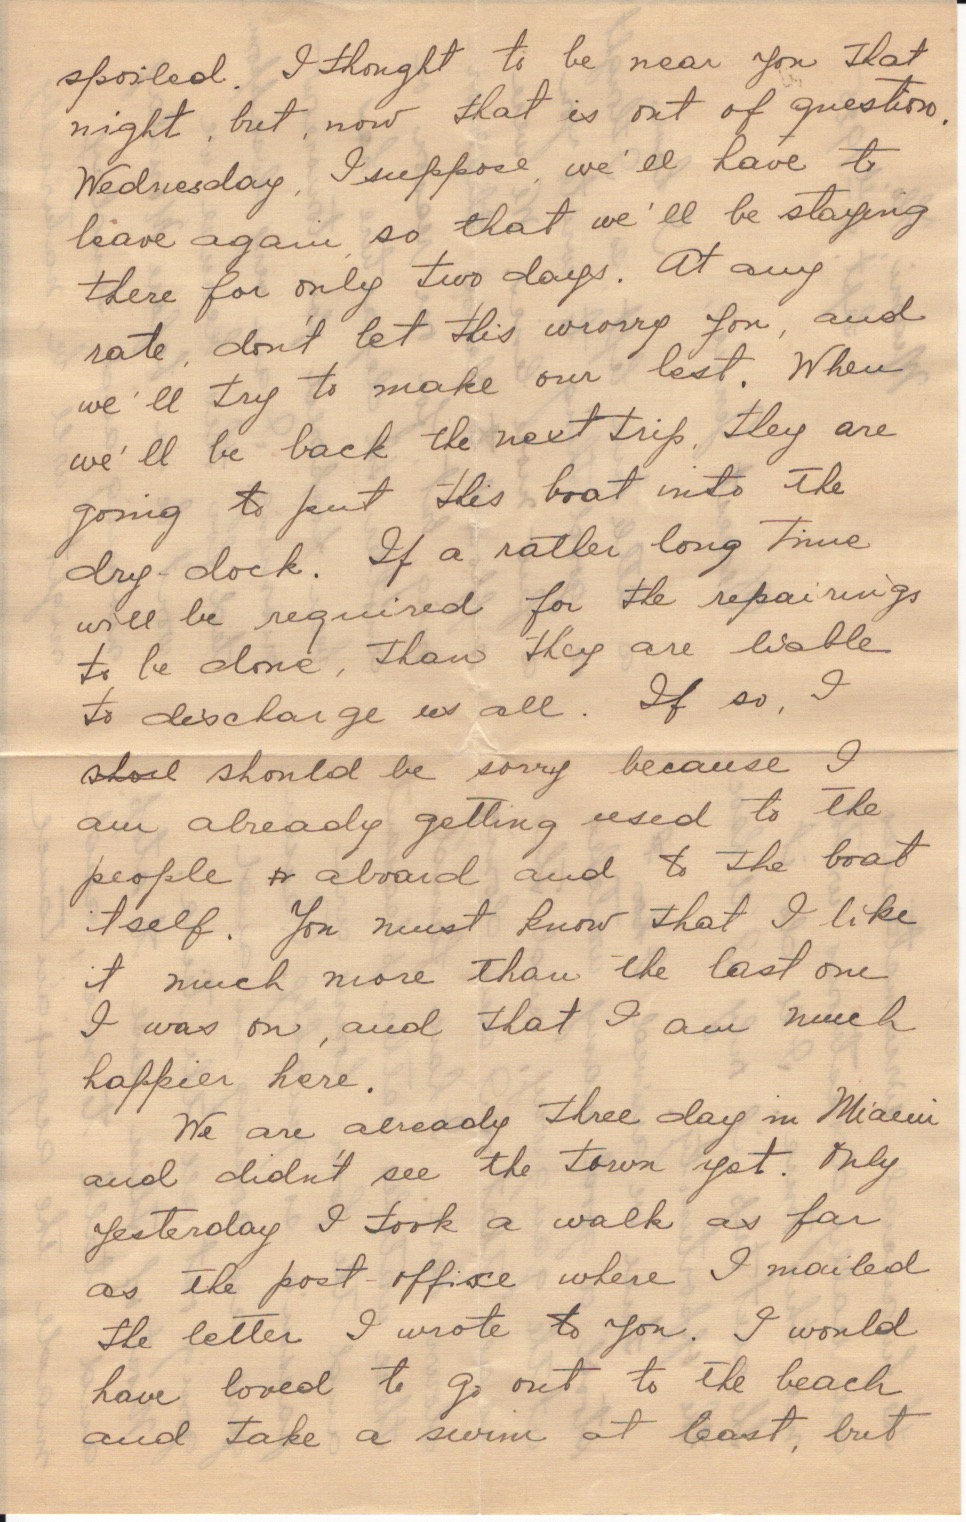 spoiled. I thought to be near you that
night, but, now that is out of question.
Wednesday, I suppose, we'll have to
leave again, so that we'll be staying
there for only two days. At any
rate, don't let this worry you, and
we'll try to make our best. When
we'll be back the next trip, they are
going to put this boat into the
dry-dock. If a rather long time
will be required for the repairings
to be done, than they are liable
to discharge us all. If so, I
should be sorry because I
am already getting used to the
people aboard and to the boat
itself. You must know that I like
it much more than the last one
I was on, and that I am much
happier here.
We are already three day in Miami
and didn't see the town yet. Only
yesterday I took a walk as far
as the post-office where I mailed
the letter I wrote to you. I would
have loved to go out to the beach
and take a swim at least, but